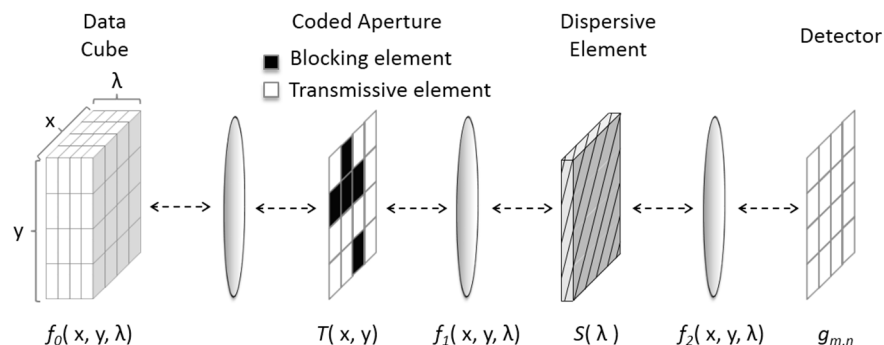 Data
Cube
Coded Aperture
Blocking element
Transmissive element
Dispersive
Element
Detector
λ
x
y
f0( x, y, λ)
T( x, y)
f1( x, y, λ)
S( λ )
f2( x, y, λ)
gm,n